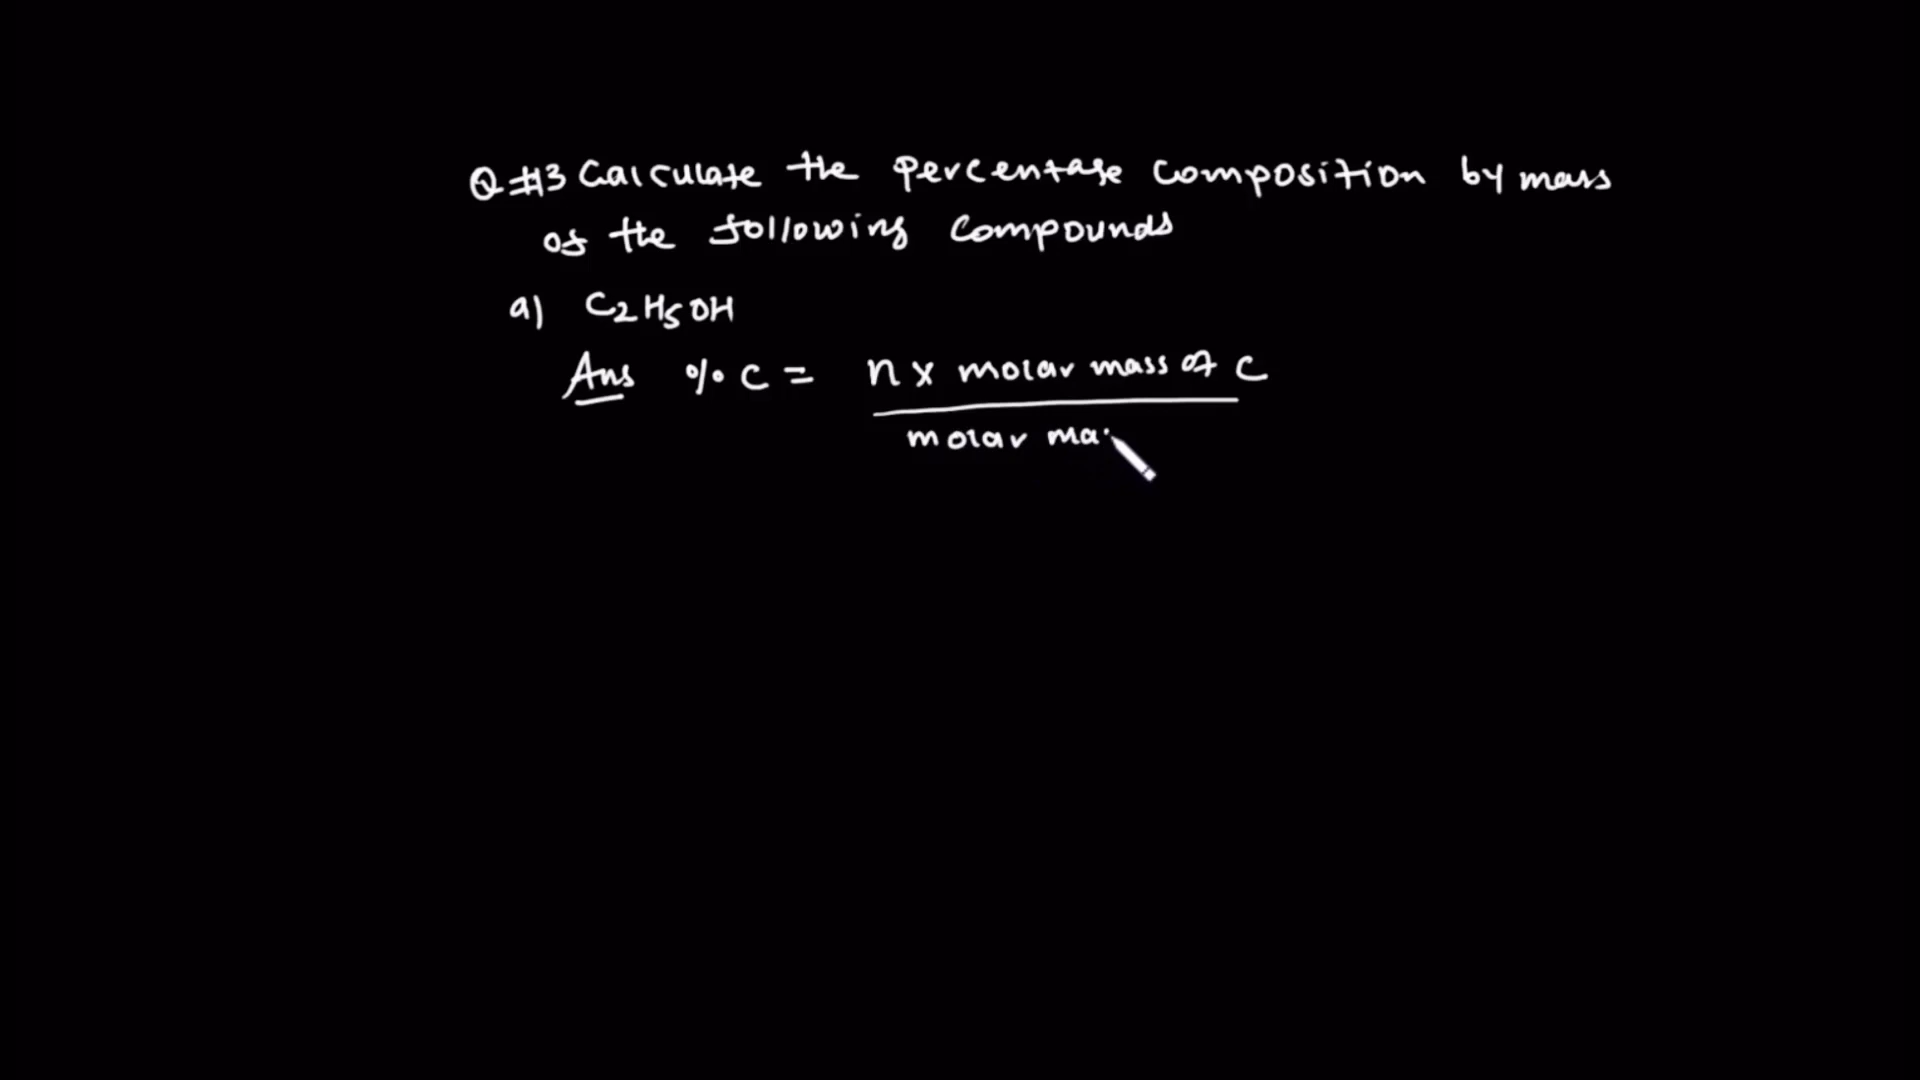 Q #3 Calculate the percentage composition by mass
of the following compounds
a) C₂H₅OH
Ans % C = n x molar mass of C
molar ma